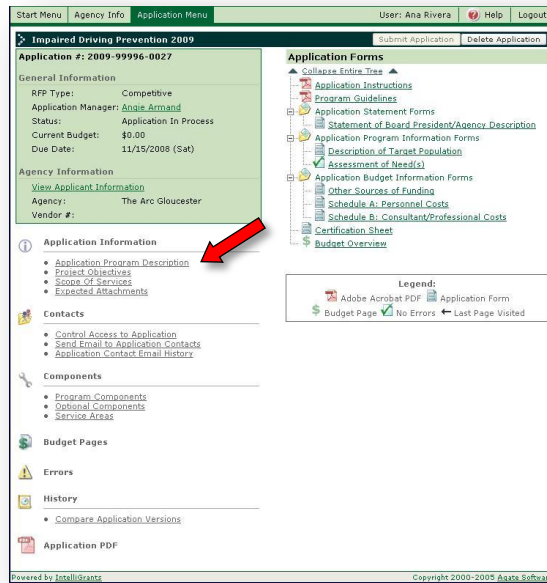 Start Menu Agency Info Application Menu User: Ana Rivera Help Logout
Impaired Driving Prevention 2009 Submit Application Delete Application
Application #: 2009-99996-0027
General Information
RFP Type: Competitive
Application Manager: Angie Armand
Status: Application In Process
Current Budget: $0.00
Due Date: 11/15/2008 (Sat)
Agency Information
View Applicant Information
Agency: The Arc Gloucester
Vendor #:
Application Information
Application Program Description
Project Objectives
Scope Of Services
Expected Attachments
Contacts
Control Access to Application
Send Email to Application Contacts
Application Contact Email History
Components
Program Components
Optional Components
Service Areas
Budget Pages
Errors
History
Compare Application Versions
Application PDF
Application Forms
Collapse Entire Tree
Application Instructions
Program Guidelines
Application Statement Forms
Statement of Board President/Agency Description
Application Program Information Forms
Description of Target Population
Assessment of Need(s)
Application Budget Information Forms
Other Sources of Funding
Schedule A: Personnel Costs
Schedule B: Consultant/Professional Costs
Certification Sheet
$ Budget Overview
Legend:
Adobe Acrobat PDF Application Form
$ Budget Page No Errors Last Page Visited
Powered by IntelliGrants Copyright 2000-2005 Agate Softwar